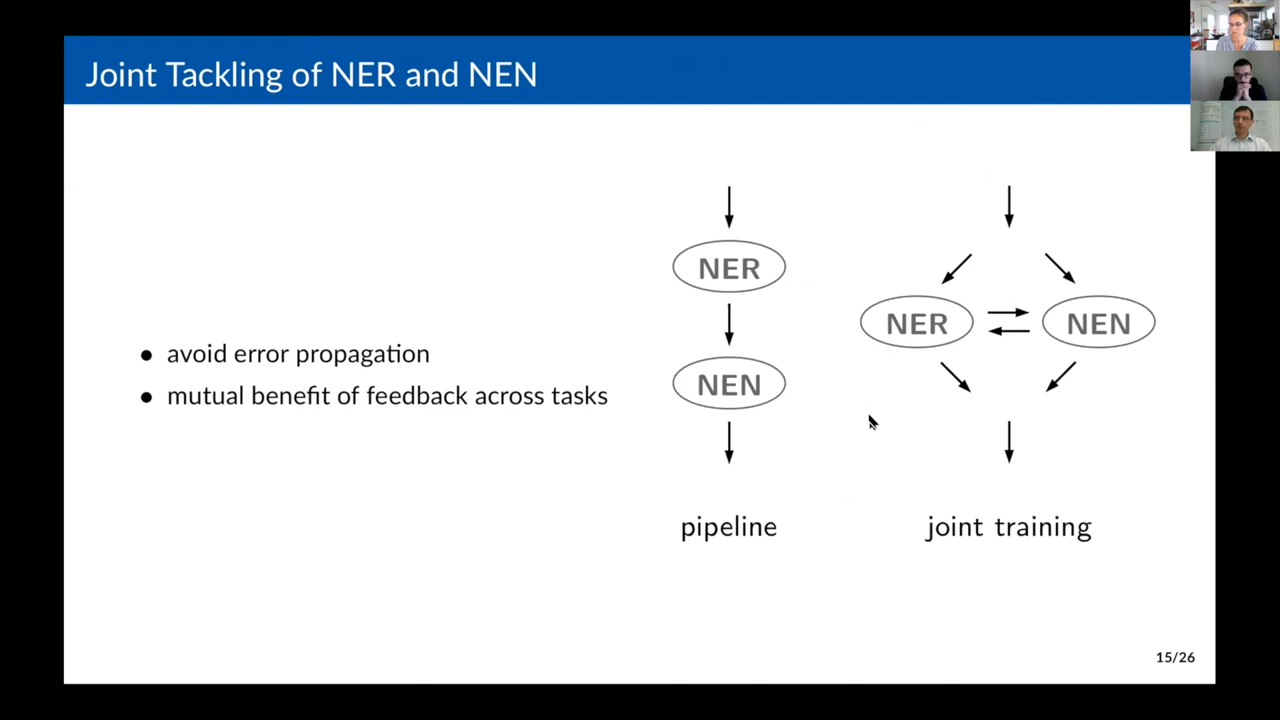 Joint Tackling of NER and NEN
• avoid error propagation
• mutual benefit of feedback across tasks
NER
NEN
pipeline
NER
NEN
joint training
15/26